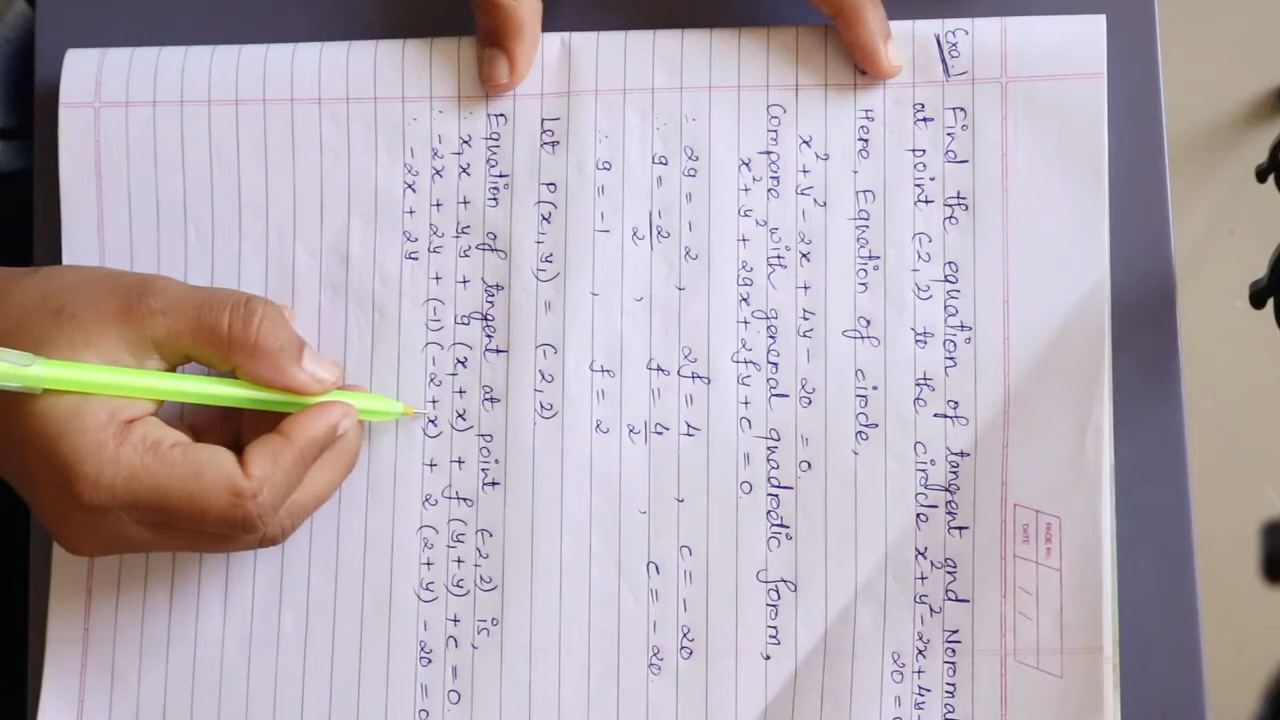 PAGE NO.
DATE / /
Exa.1 Find the equation of tangent and Normal
at point (-2, 2) to the circle x² + y² - 2x + 4y -
20 = 0
Here, Equation of circle,
x² + y² - 2x + 4y - 20 = 0.
Compare with general quadratic form,
x² + y² + 2gx + 2fy + c = 0.
∴ 2g = -2 , 2f = 4 , c = -20
∴ g = -2/2 , f = 4/2 , c = -20.
∴ g = -1 , f = 2
Let P(x₁, y₁) = (-2, 2).
Equation of tangent at point (-2, 2) is,
∴ x₁x + y₁y + g(x₁ + x) + f(y₁ + y) + c = 0.
∴ -2x + 2y + (-1)(-2 + x) + 2(2 + y) - 20 = 0
∴ -2x + 2y